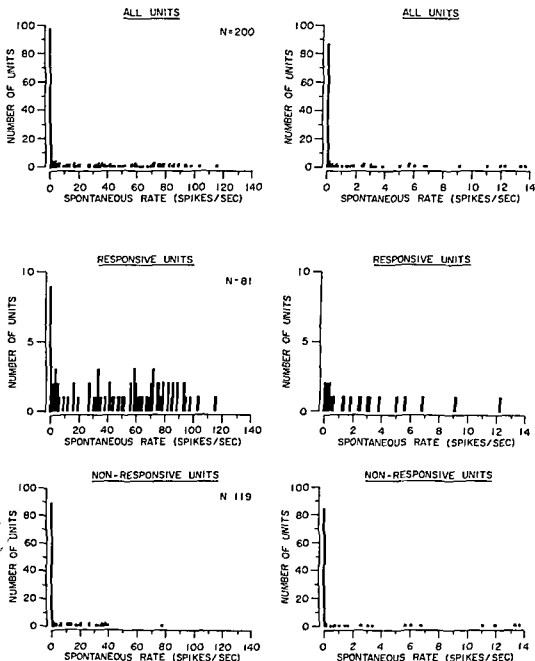 ALL UNITS
N=200
NUMBER OF UNITS
100
80
60
40
20
0
0 20 40 60 80 100 120 140
SPONTANEOUS RATE (SPIKES/SEC)
ALL UNITS
NUMBER OF UNITS
100
80
60
40
20
0
0 2 4 6 8 10 12 14
SPONTANEOUS RATE (SPIKES/SEC)
RESPONSIVE UNITS
N=81
NUMBER OF UNITS
10
5
0
0 20 40 60 80 100 120 140
SPONTANEOUS RATE (SPIKES/SEC)
RESPONSIVE UNITS
NUMBER OF UNITS
10
5
0
0 2 4 6 8 10 12 14
SPONTANEOUS RATE (SPIKES/SEC)
NON-RESPONSIVE UNITS
N 119
NUMBER OF UNITS
100
80
60
40
20
0
0 20 40 60 80 100 120 140
SPONTANEOUS RATE (SPIKES/SEC)
NON-RESPONSIVE UNITS
NUMBER OF UNITS
100
80
60
40
20
0
0 2 4 6 8 10 12 14
SPONTANEOUS RATE (SPIKES/SEC)